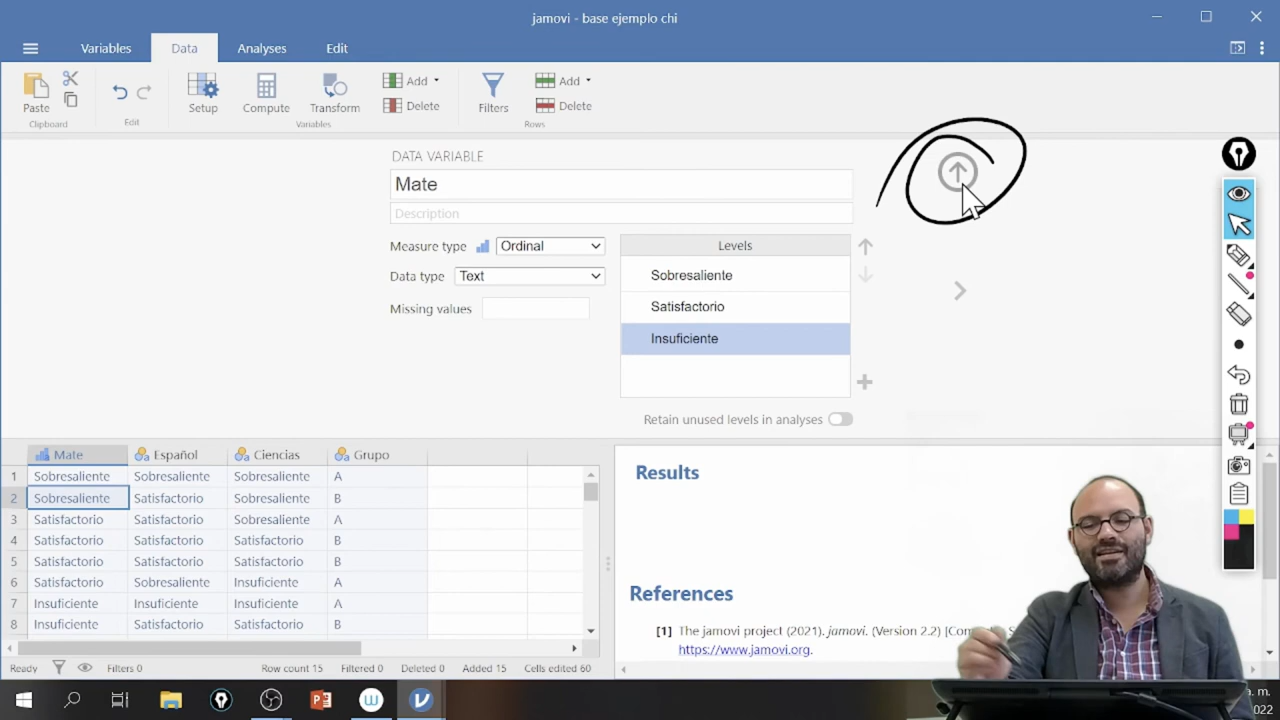 jamovi - base ejemplo chi
Variables Data Analyses Edit
Paste Setup Compute Transform Add Delete Filters Add Delete
Clipboard Edit Variables Rows
DATA VARIABLE
Mate
Description
Measure type Ordinal
Data type Text
Missing values
Levels
Sobresaliente
Satisfactorio
Insuficiente
Retain unused levels in analyses
Mate Español Ciencias Grupo
1 Sobresaliente Sobresaliente Sobresaliente A
2 Sobresaliente Satisfactorio Sobresaliente B
3 Satisfactorio Satisfactorio Sobresaliente A
4 Satisfactorio Satisfactorio Satisfactorio B
5 Satisfactorio Satisfactorio Satisfactorio B
6 Satisfactorio Sobresaliente Insuficiente A
7 Insuficiente Insuficiente Insuficiente A
8 Insuficiente Satisfactorio Satisfactorio B
Ready Filters 0 Row count 15 Filtered 0 Deleted 0 Added 15 Cells edited 60
Results
References
[1] The jamovi project (2021). jamovi. (Version 2.2)
https://www.jamovi.org.
a. m.
2022